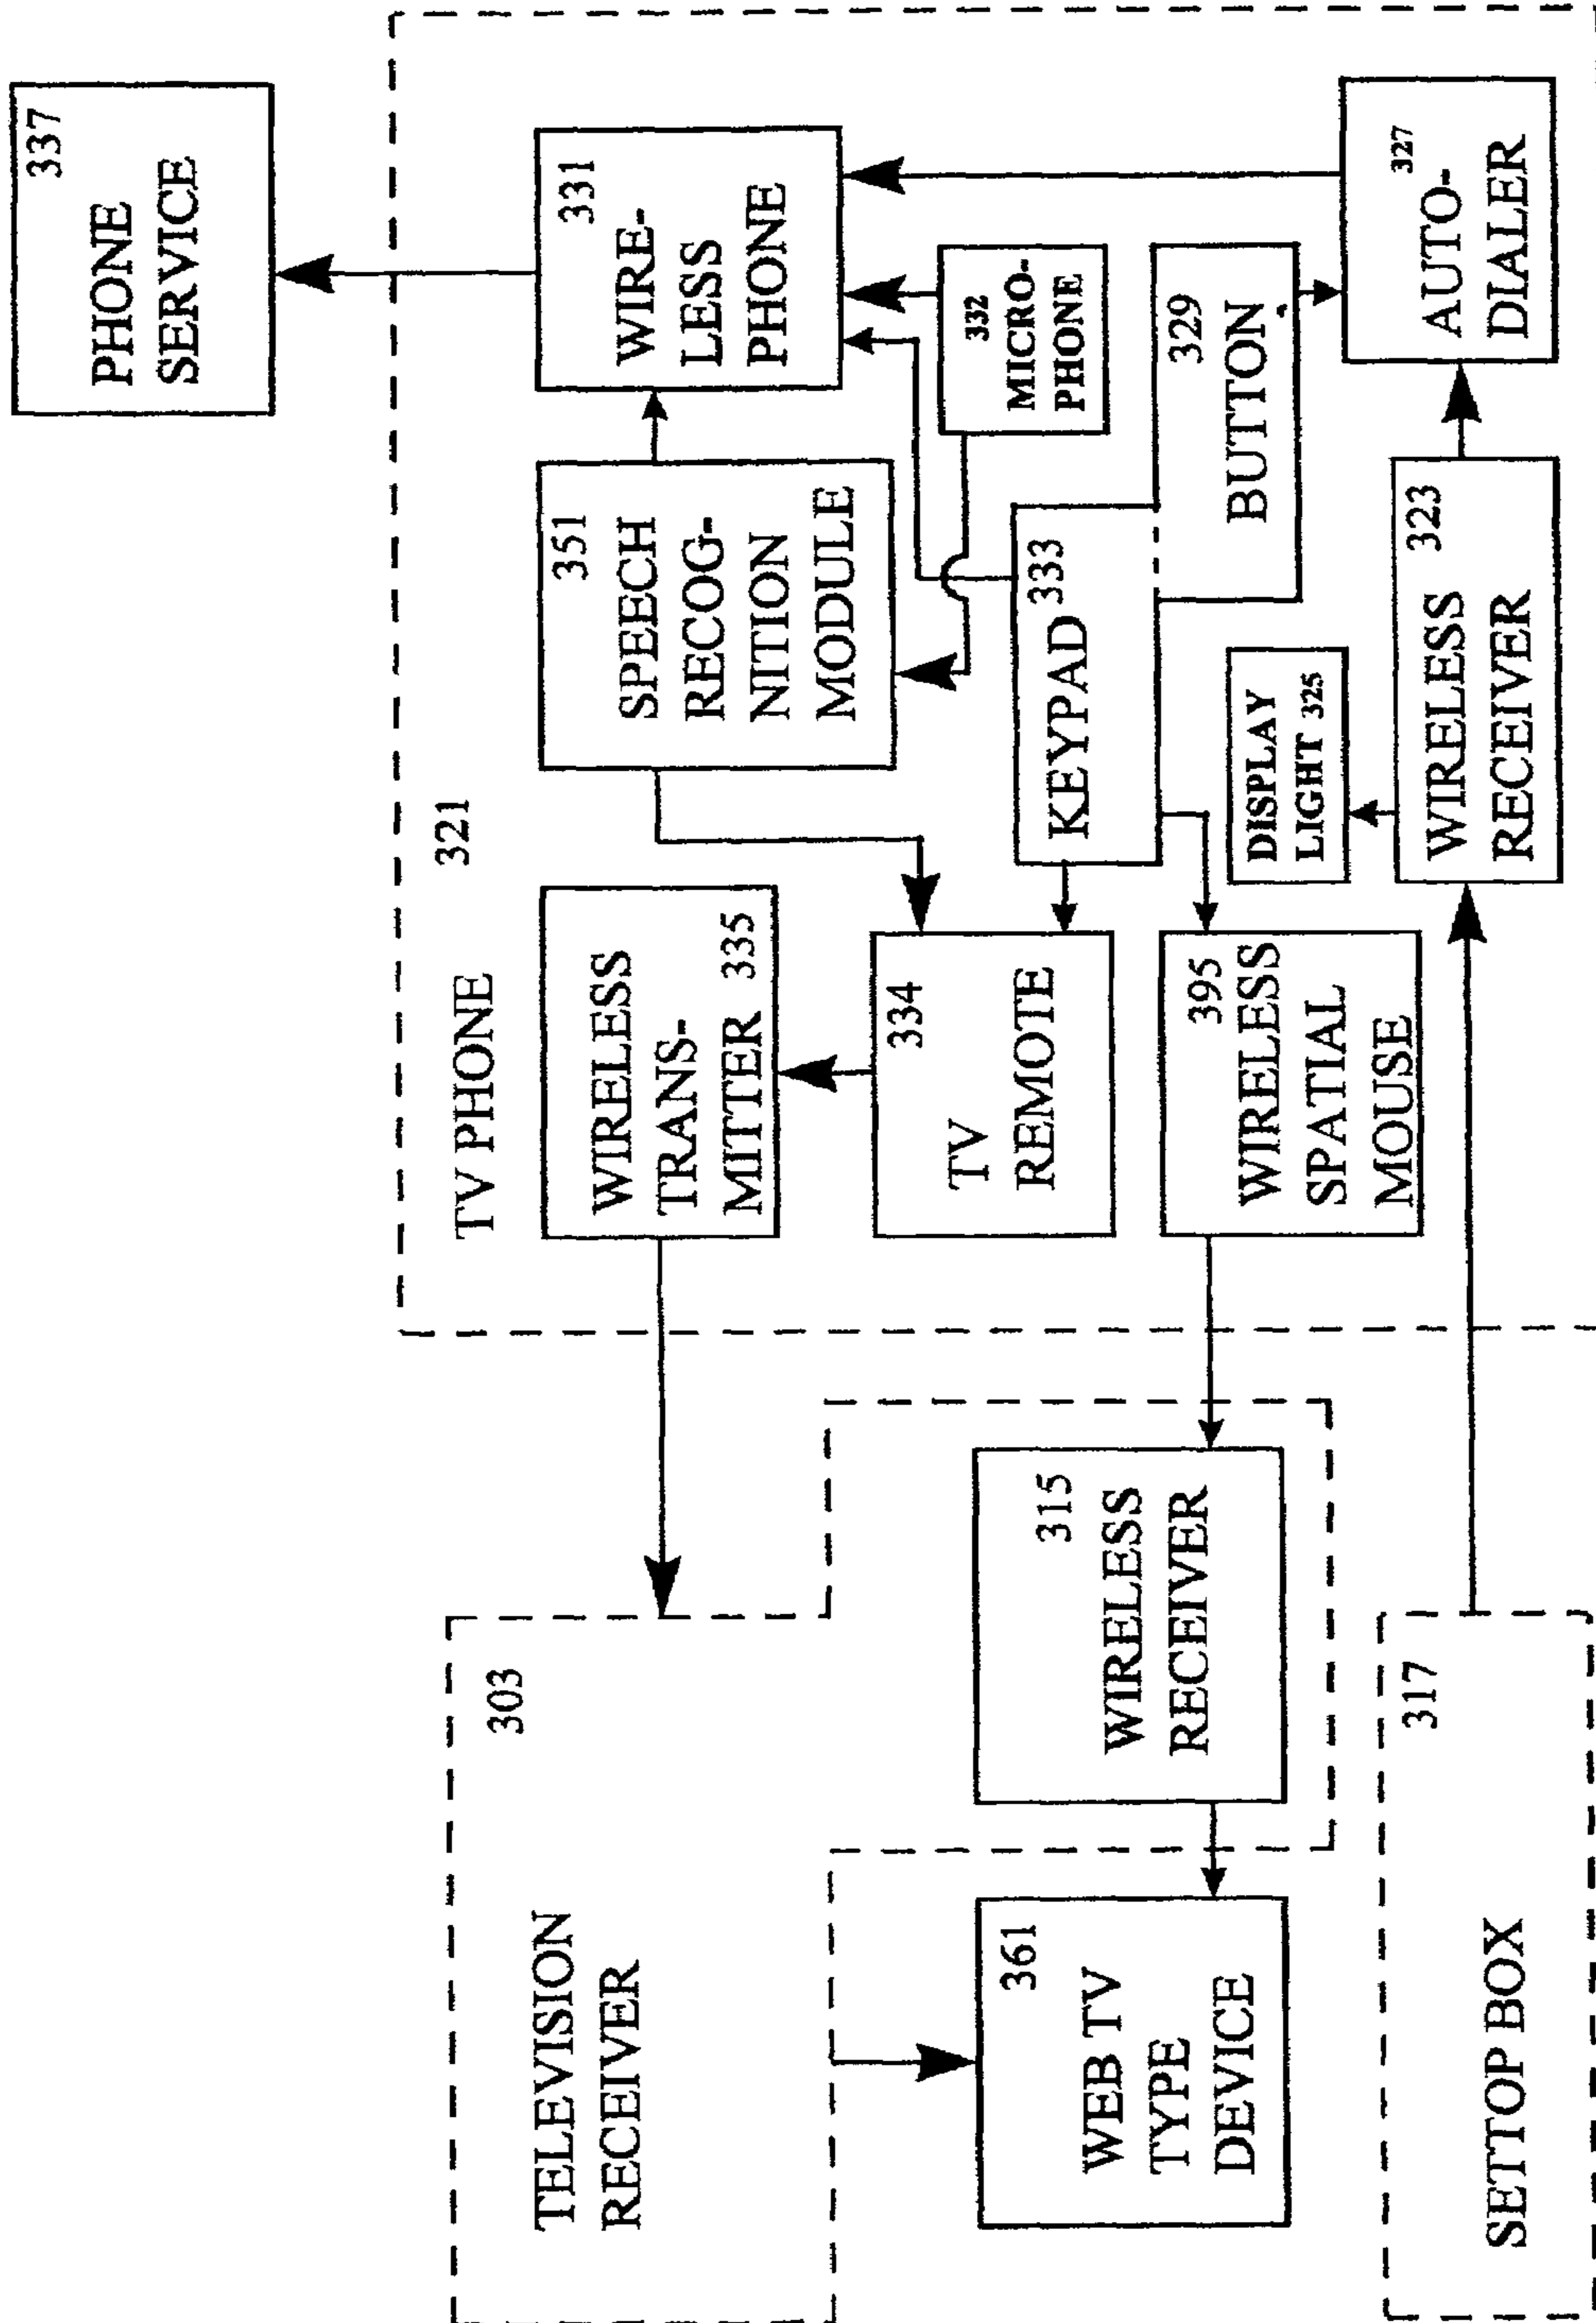 337
PHONE
SERVICE
TV PHONE 321
WIRELESS
TRANS-
MITTER 335
351
SPEECH
RECOG-
NITION
MODULE
331
WIRE-
LESS
PHONE
334
TV
REMOTE
KEYPAD 333
332
MICRO-
PHONE
395
WIRELESS
SPATIAL
MOUSE
DISPLAY
LIGHT 325
329
BUTTON
323
WIRELESS
RECEIVER
327
AUTO-
DIALER
303
TELEVISION
RECEIVER
361
WEB TV
TYPE
DEVICE
315
WIRELESS
RECEIVER
317
SETTOP BOX